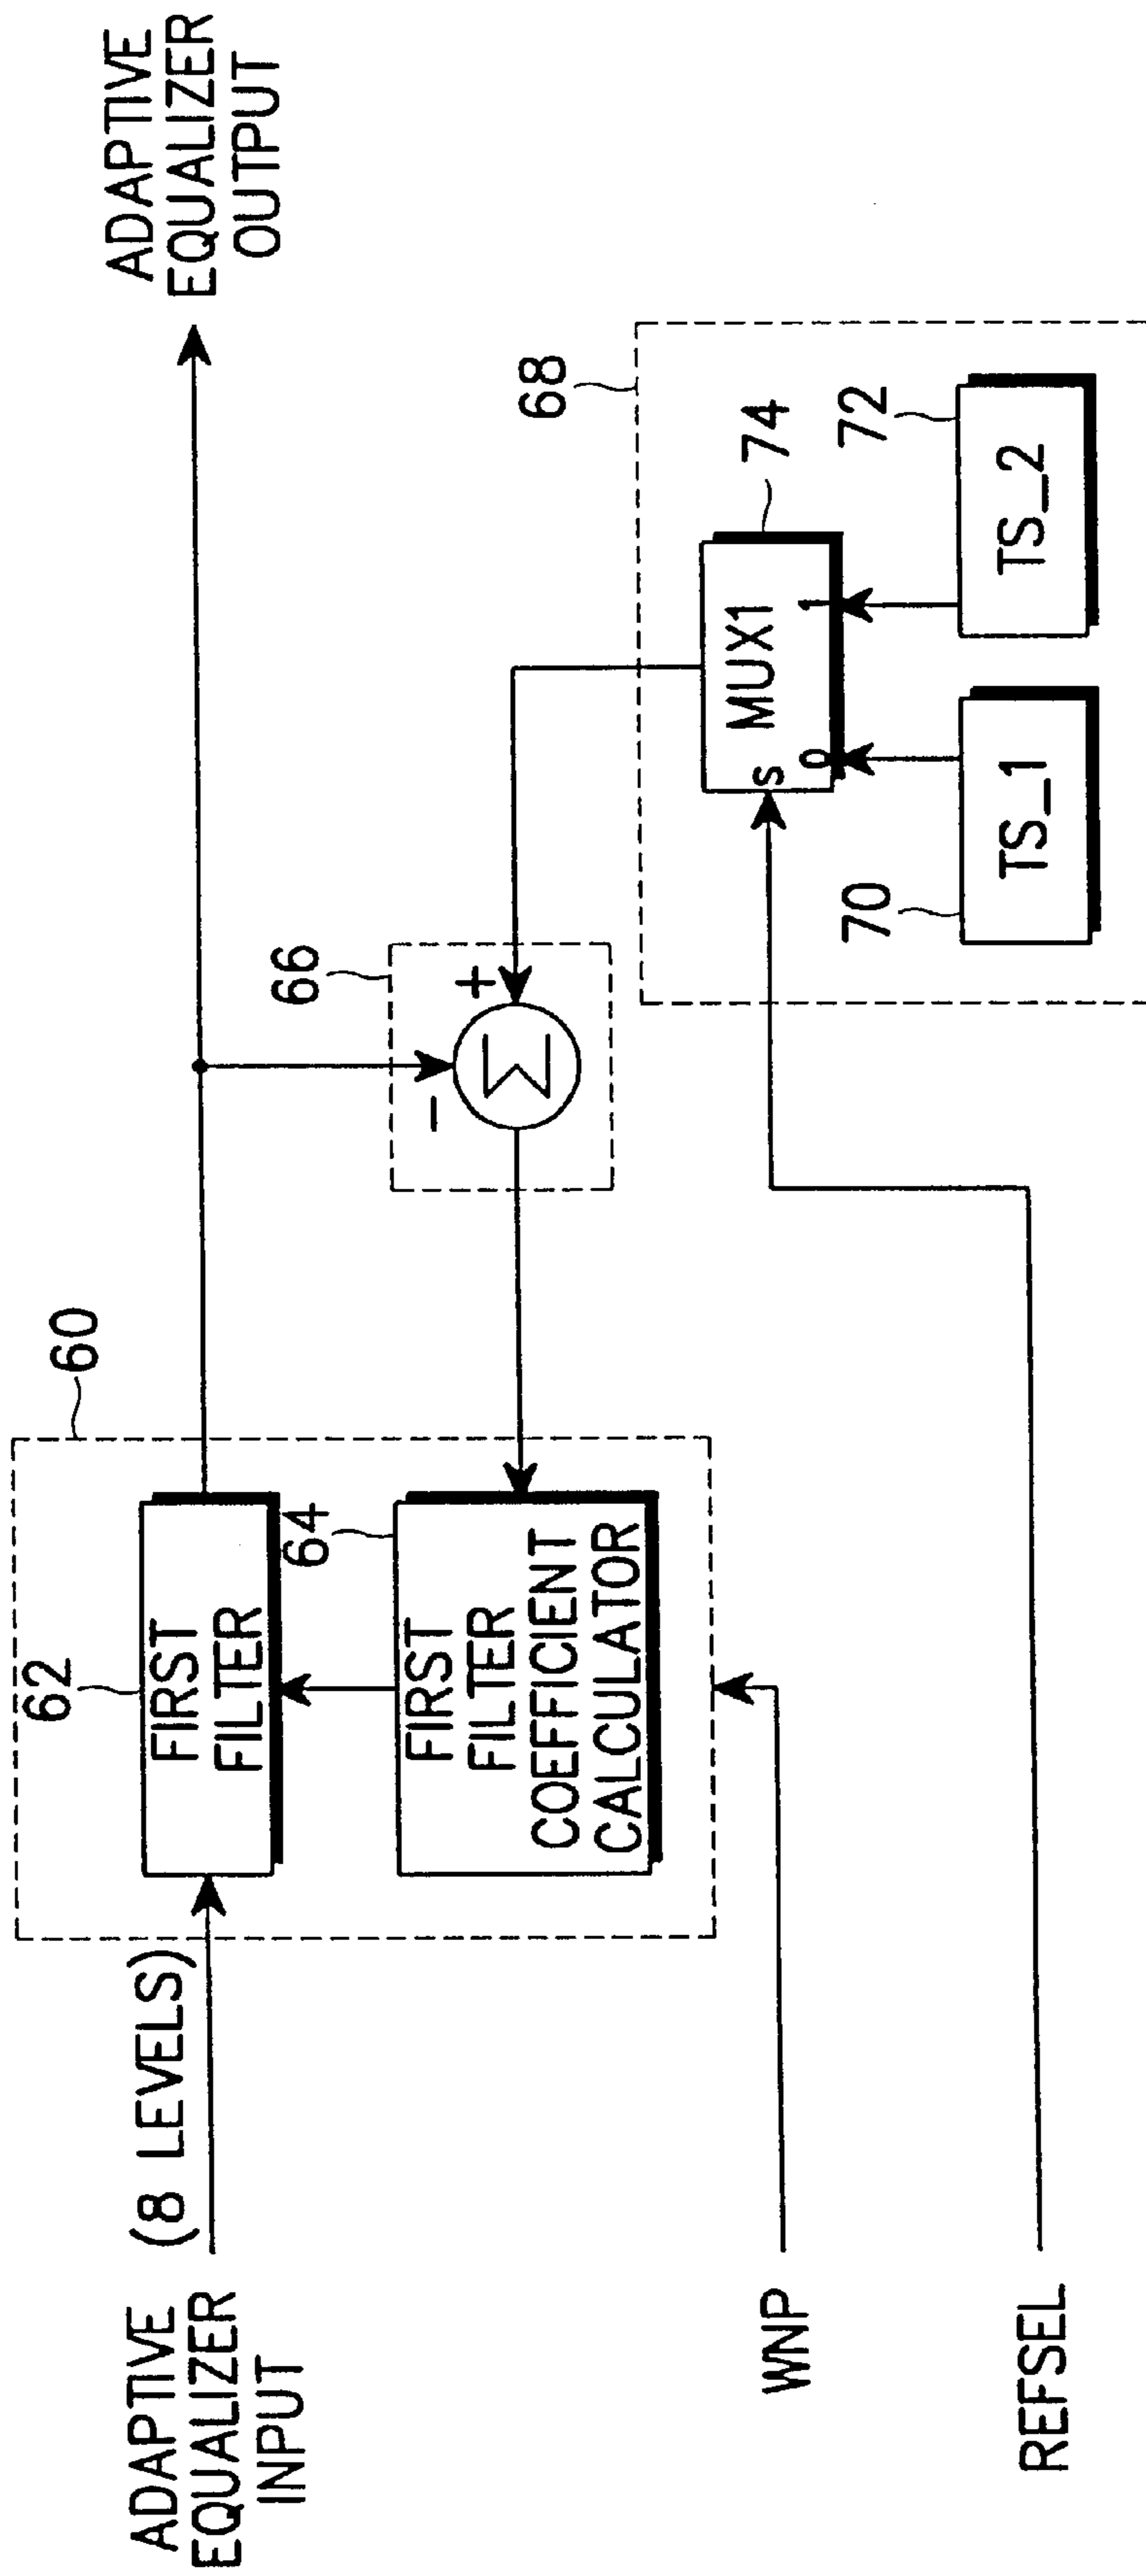 ADAPTIVE
EQUALIZER
INPUT
(8 LEVELS)
60
62
FIRST
FILTER
64
FIRST
FILTER
COEFFICIENT
CALCULATOR
WNP
REFSEL
66
-
+
Σ
ADAPTIVE
EQUALIZER
OUTPUT
68
74
MUX1
s
0
1
70
TS_1
72
TS_2